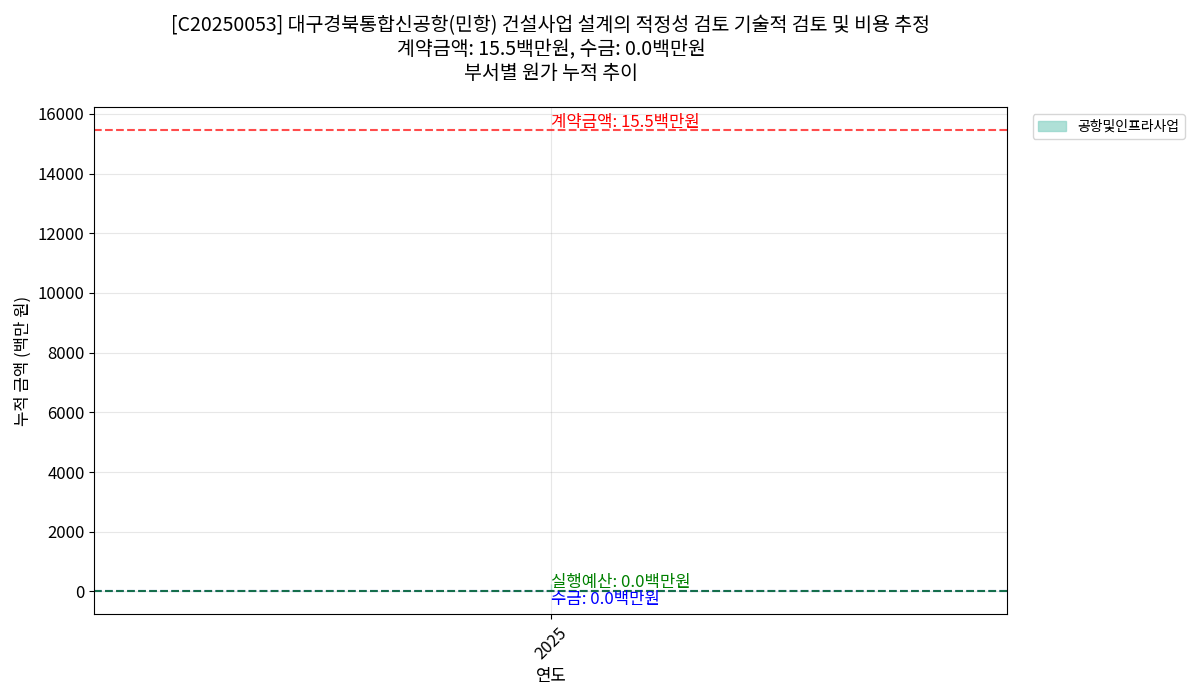 [C20250053] 대구경북통합신공항(민항) 건설사업 설계의 적정성 검토 기술적 검토 및 비용 추정
계약금액: 15.5백만원, 수금: 0.0백만원
부서별 원가 누적 추이
16000
14000
12000
10000
8000
6000
4000
2000
0
누적 금액 (백만 원)
계약금액: 15.5백만원
실행예산: 0.0백만원
수금: 0.0백만원
2025
연도
공항및인프라사업